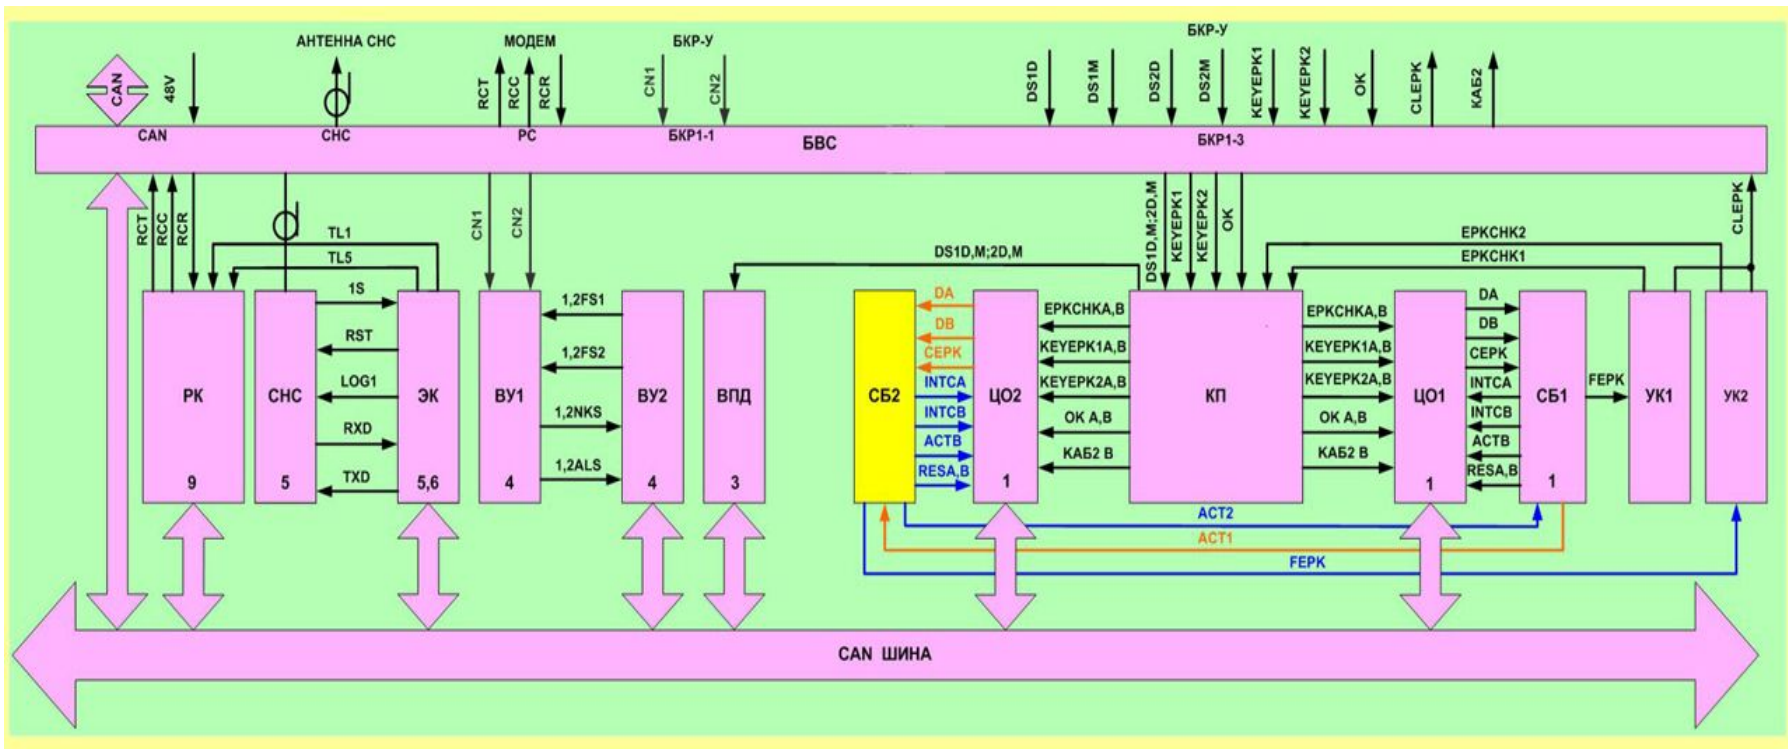 АНТЕННА СНС
МОДЕМ
БКР-У
БКР-У
CAN
48V
RCT
RCC
RCR
CN1
CN2
DS1D
DS1M
DS2D
DS2M
KEYEPK1
KEYEPK2
OK
CLEPK
КАБ2
CAN
СНС
РС
БКР1-1
БВС
БКР1-3
RCT
RCC
RCR
TL1
TL5
CN1
CN2
DS1D,M;2D,M
DS1D,M;2D,M
KEYEPK1
KEYEPK2
OK
EPKCHK2
EPKCHK1
CLEPK
РК
9
СНС
5
1S
RST
LOG1
RXD
TXD
ЭК
5,6
ВУ1
4
1,2FS1
1,2FS2
1,2NKS
1,2ALS
ВУ2
4
ВПД
3
СБ2
DA
DB
CEPK
INTCA
INTCB
ACTB
RESA,B
ЦО2
1
EPKCHKA,B
KEYEPK1A,B
KEYEPK2A,B
OK A,B
КАБ2 В
КП
EPKCHKA,B
KEYEPK1A,B
KEYEPK2A,B
OK A,B
КАБ2 В
ЦО1
1
DA
DB
CEPK
INTCA
INTCB
ACTB
RESA,B
СБ1
1
FEPK
УК1
УК2
ACT2
ACT1
FEPK
CAN ШИНА